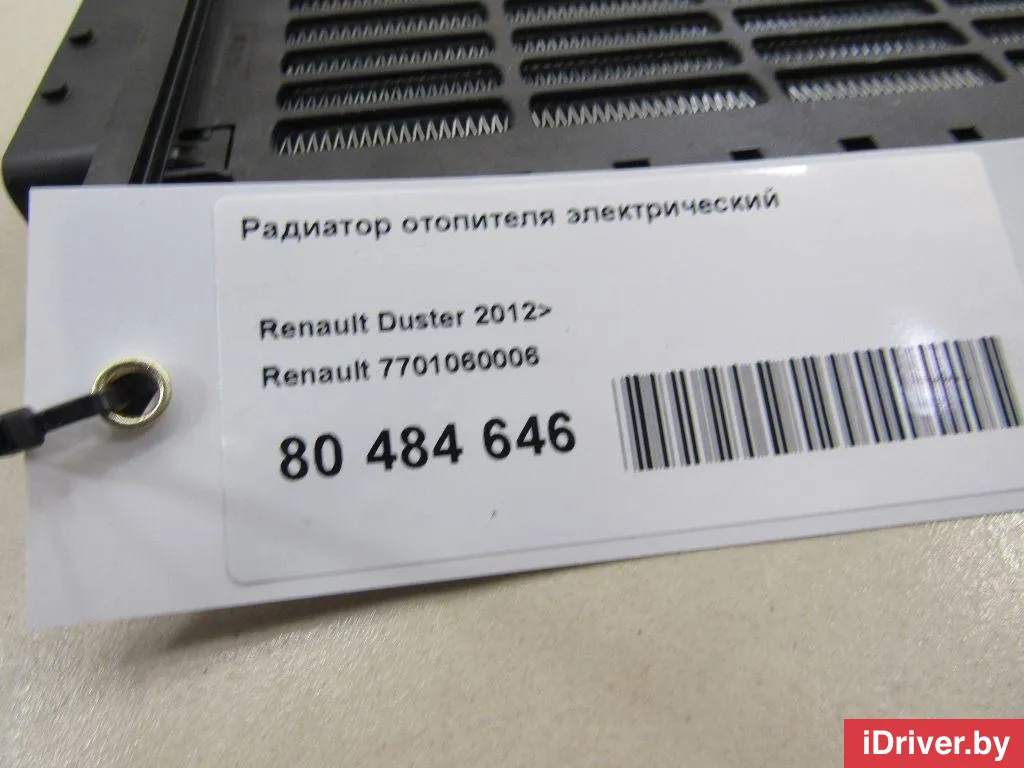 Радиатор отопителя электрический
Renault Duster 2012>
Renault 7701060006
80 484 646
iDriver.by